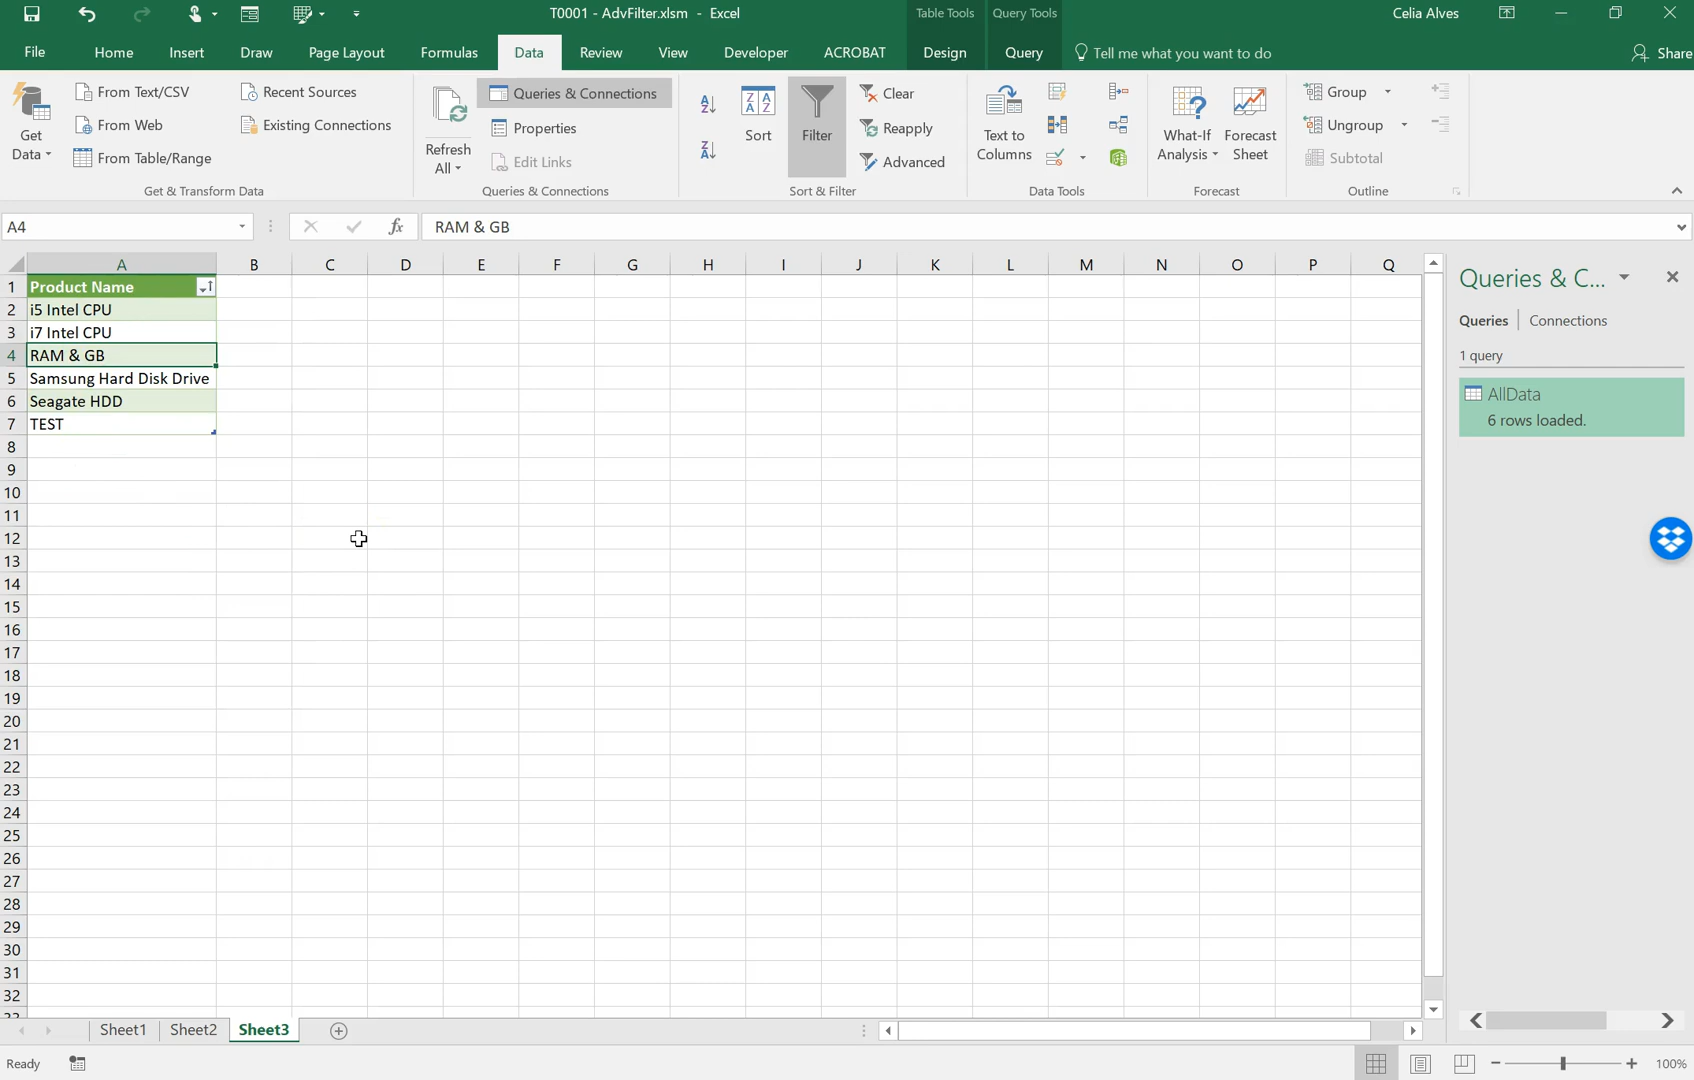 T0001 - AdvFilter.xlsm - Excel
Table Tools
Query Tools
Celia Alves
File
Home
Insert
Draw
Page Layout
Formulas
Data
Review
View
Developer
ACROBAT
Design
Query
Tell me what you want to do
Share
Get Data
From Text/CSV
From Web
From Table/Range
Recent Sources
Existing Connections
Get & Transform Data
Refresh All
Queries & Connections
Properties
Edit Links
Queries & Connections
Sort
Filter
Clear
Reapply
Advanced
Sort & Filter
Text to Columns
Data Tools
What-If Analysis
Forecast Sheet
Forecast
Group
Ungroup
Subtotal
Outline
A4
fx
RAM & GB
A B C D E F G H I J K L M N O P Q
1 Product Name
2 i5 Intel CPU
3 i7 Intel CPU
4 RAM & GB
5 Samsung Hard Disk Drive
6 Seagate HDD
7 TEST
8
9
10
11
12
13
14
15
16
17
18
19
20
21
22
23
24
25
26
27
28
29
30
31
32
Queries & C...
Queries
Connections
1 query
AllData
6 rows loaded.
Sheet1
Sheet2
Sheet3
Ready
100%